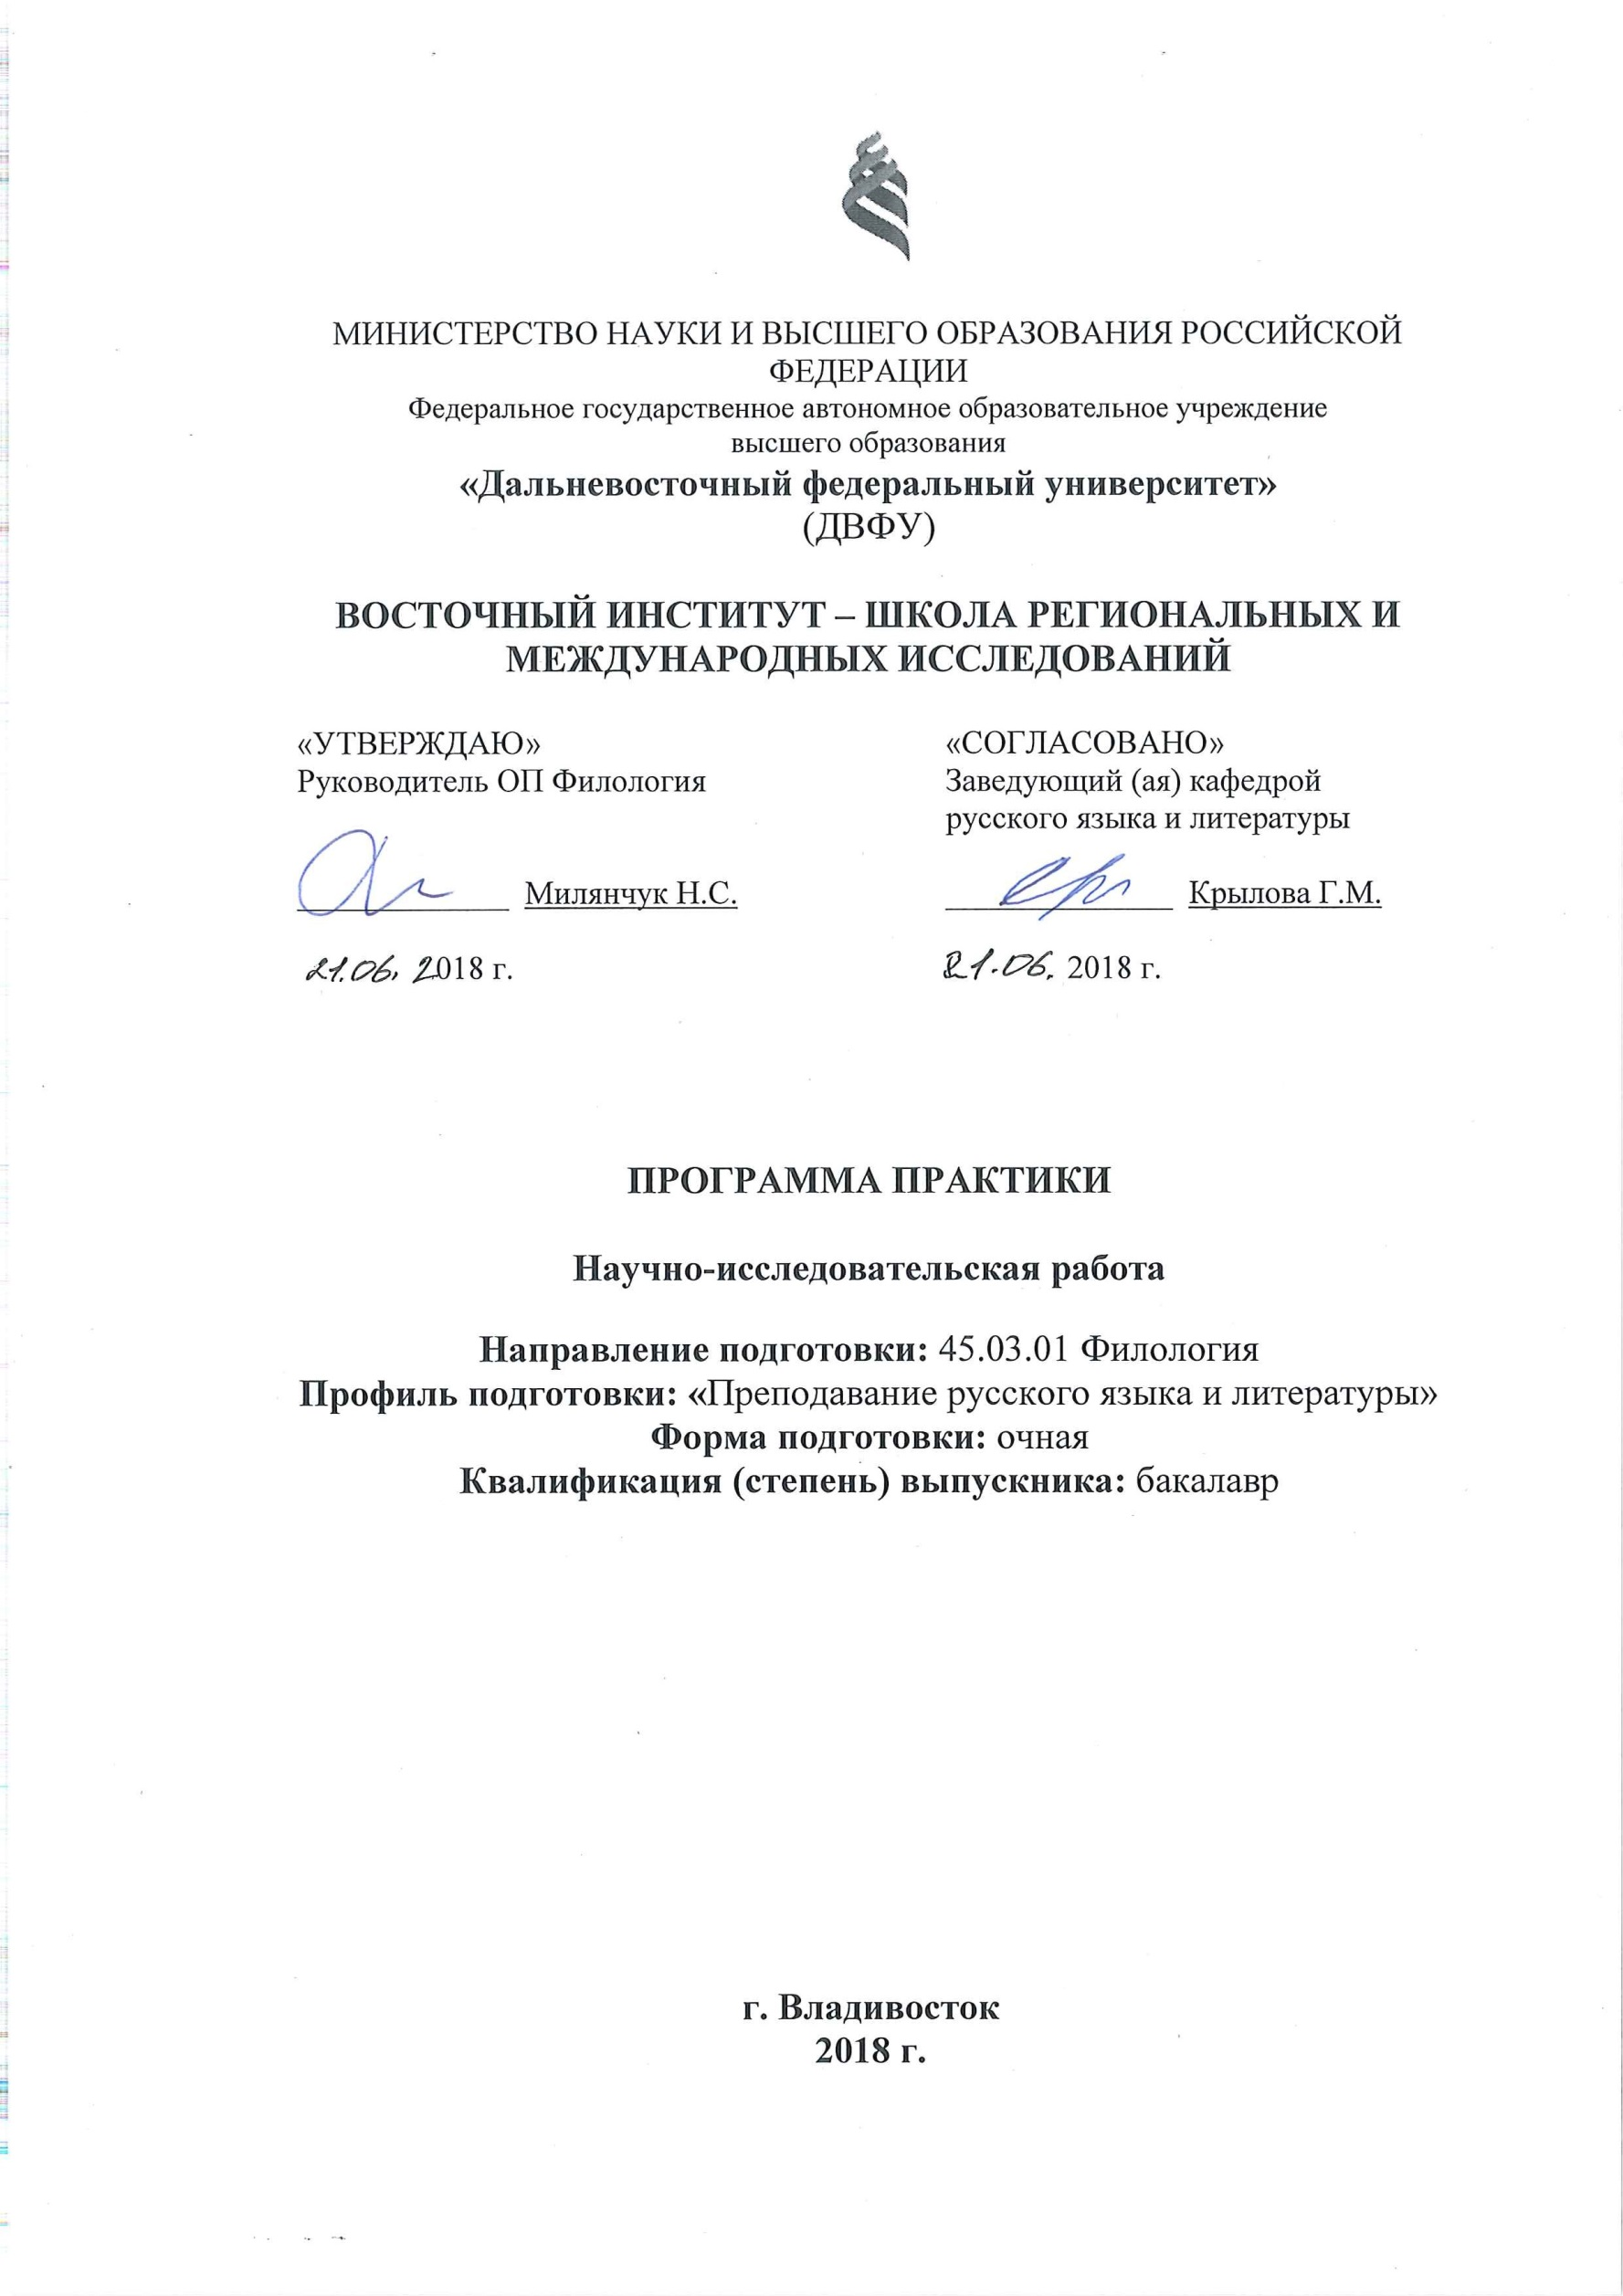 МИНИСТЕРСТВО НАУКИ И ВЫСШЕГО ОБРАЗОВАНИЯ РОССИЙСКОЙ
ФЕДЕРАЦИИ
Федеральное государственное автономное образовательное учреждение
высшего образования
«Дальневосточный федеральный университет»
(ДВФУ)
ВОСТОЧНЫЙ ИНСТИТУТ – ШКОЛА РЕГИОНАЛЬНЫХ И
МЕЖДУНАРОДНЫХ ИССЛЕДОВАНИЙ
«УТВЕРЖДАЮ»
Руководитель ОП Филология
Милянчук Н.С.
21.06. 2018 г.
«СОГЛАСОВАНО»
Заведующий (ая) кафедрой
русского языка и литературы
Крылова Г.М.
21.06. 2018 г.
ПРОГРАММА ПРАКТИКИ
Научно-исследовательская работа
Направление подготовки: 45.03.01 Филология
Профиль подготовки: «Преподавание русского языка и литературы»
Форма подготовки: очная
Квалификация (степень) выпускника: бакалавр
г. Владивосток
2018 г.